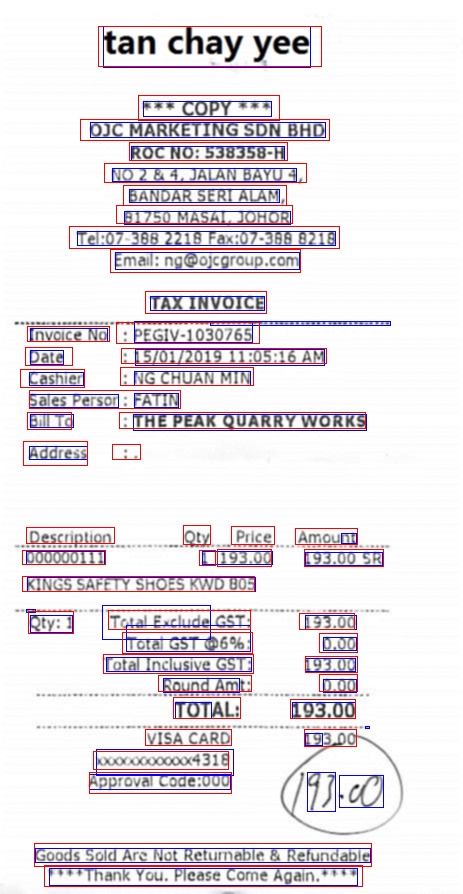 tan chay yee
*** COPY ***
OJC MARKETING SDN BHD
ROC NO: 538358-H
NO 2 & 4, JALAN BAYU 4,
BANDAR SERI ALAM,
81750 MASAI, JOHOR
Tel:07-388 2218 Fax:07-388 8218
Email: ng@ojcgroup.com
TAX INVOICE
Invoice No : PEGIV-1030765
Date : 15/01/2019 11:05:16 AM
Cashier : NG CHUAN MIN
Sales Person : FATIN
Bill To : THE PEAK QUARRY WORKS
Address : .
Description Qty Price Amount
000000111 1 193.00 193.00 SR
KINGS SAFETY SHOES KWD 805
Qty: 1 Total Exclude GST: 193.00
Total GST @6%: 0.00
Total Inclusive GST: 193.00
Round Amt: 0.00
TOTAL: 193.00
VISA CARD 193.00
xxxxxxxxxxxx4318
Approval Code:000
193.00
Goods Sold Are Not Returnable & Refundable
****Thank You. Please Come Again.****